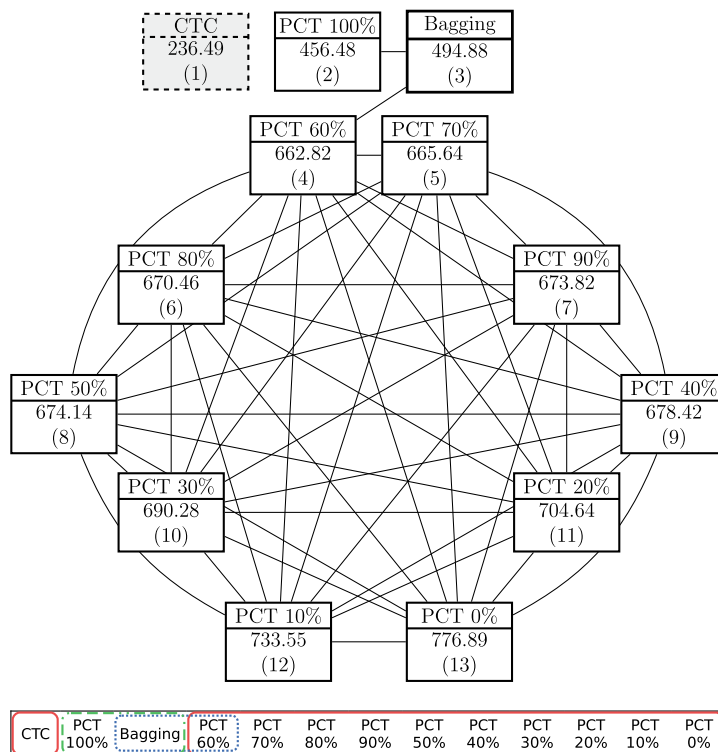 CTC
236.49
(1)
PCT 100%
456.48
(2)
Bagging
494.88
(3)
PCT 60%
662.82
(4)
PCT 70%
665.64
(5)
PCT 80%
670.46
(6)
PCT 90%
673.82
(7)
PCT 50%
674.14
(8)
PCT 40%
678.42
(9)
PCT 30%
690.28
(10)
PCT 20%
704.64
(11)
PCT 10%
733.55
(12)
PCT 0%
776.89
(13)
CTC
PCT
100%
Bagging
PCT
60%
PCT
70%
PCT
80%
PCT
90%
PCT
50%
PCT
40%
PCT
30%
PCT
20%
PCT
10%
PCT
0%